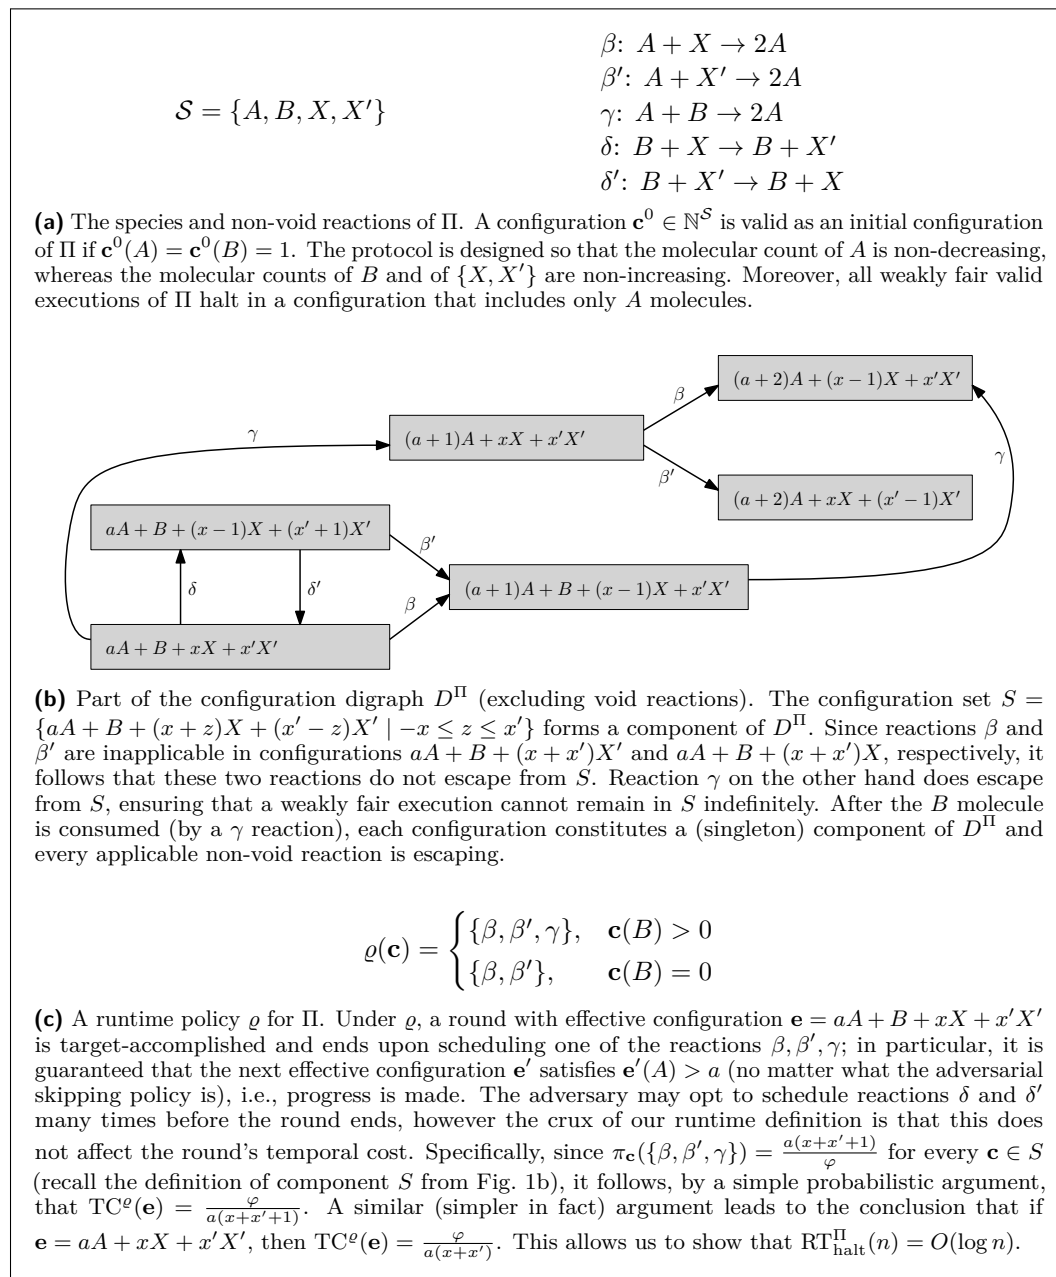 𝒮 = {A, B, X, X′}
β: A + X → 2A
β′: A + X′ → 2A
γ: A + B → 2A
δ: B + X → B + X′
δ′: B + X′ → B + X
(a) The species and non-void reactions of Π. A configuration c⁰ ∈ ℕ^𝒮 is valid as an initial configuration
of Π if c⁰(A) = c⁰(B) = 1. The protocol is designed so that the molecular count of A is non-decreasing,
whereas the molecular counts of B and of {X, X′} are non-increasing. Moreover, all weakly fair valid
executions of Π halt in a configuration that includes only A molecules.
(a + 2)A + (x − 1)X + x′X′
β
γ
(a + 1)A + xX + x′X′
γ
β′
(a + 2)A + xX + (x′ − 1)X′
aA + B + (x − 1)X + (x′ + 1)X′
β′
δ
δ′
(a + 1)A + B + (x − 1)X + x′X′
β
aA + B + xX + x′X′
(b) Part of the configuration digraph D^Π (excluding void reactions). The configuration set S =
{aA + B + (x + z)X + (x′ − z)X′ | −x ≤ z ≤ x′} forms a component of D^Π. Since reactions β and
β′ are inapplicable in configurations aA + B + (x + x′)X′ and aA + B + (x + x′)X, respectively, it
follows that these two reactions do not escape from S. Reaction γ on the other hand does escape
from S, ensuring that a weakly fair execution cannot remain in S indefinitely. After the B molecule
is consumed (by a γ reaction), each configuration constitutes a (singleton) component of D^Π and
every applicable non-void reaction is escaping.
ϱ(c) = { {β, β′, γ}, c(B) > 0
{β, β′}, c(B) = 0
(c) A runtime policy ϱ for Π. Under ϱ, a round with effective configuration e = aA + B + xX + x′X′
is target-accomplished and ends upon scheduling one of the reactions β, β′, γ; in particular, it is
guaranteed that the next effective configuration e′ satisfies e′(A) > a (no matter what the adversarial
skipping policy is), i.e., progress is made. The adversary may opt to schedule reactions δ and δ′
many times before the round ends, however the crux of our runtime definition is that this does
not affect the round's temporal cost. Specifically, since π_c({β, β′, γ}) = a(x+x′+1)/φ for every c ∈ S
(recall the definition of component S from Fig. 1b), it follows, by a simple probabilistic argument,
that TC^ϱ(e) = φ/a(x+x′+1). A similar (simpler in fact) argument leads to the conclusion that if
e = aA + xX + x′X′, then TC^ϱ(e) = φ/a(x+x′). This allows us to show that RT^Π_halt(n) = O(log n).